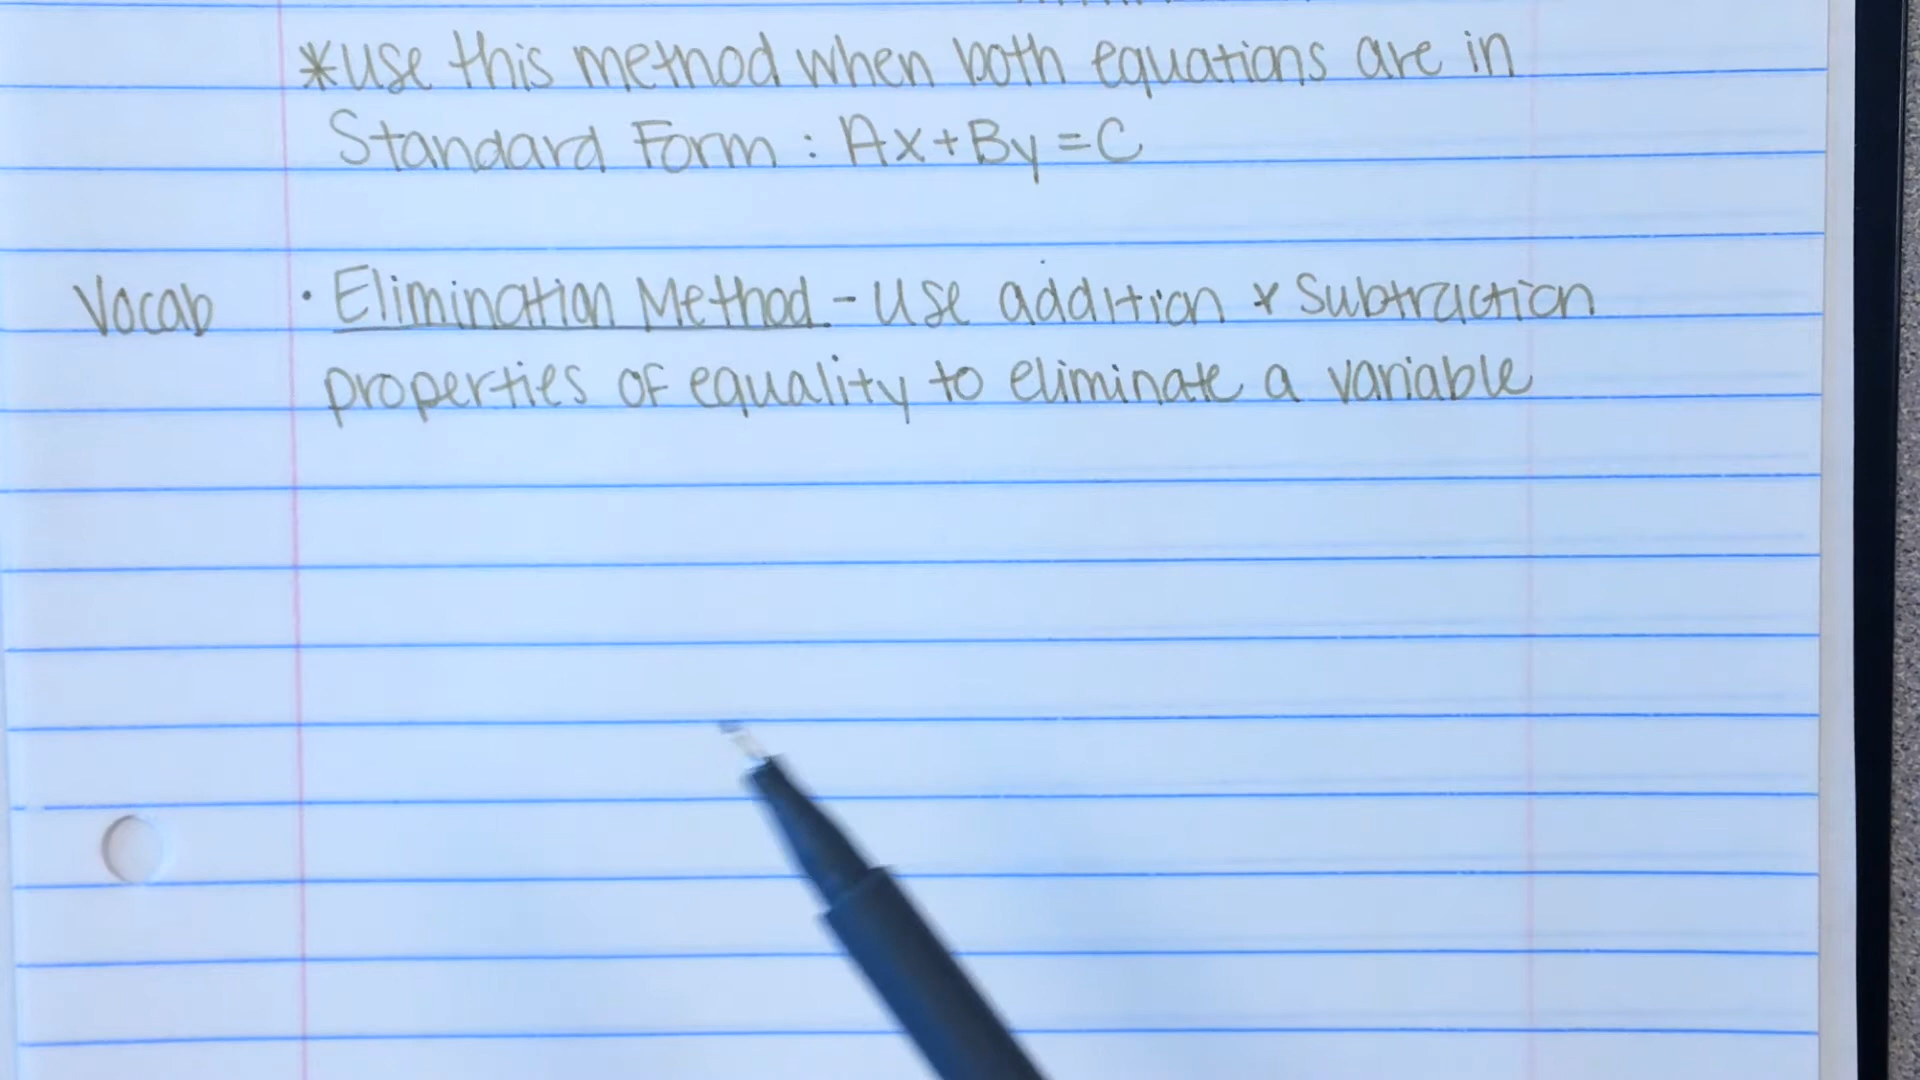 *use this method when both equations are in
Standard Form : Ax+By=C
Vocab · Elimination Method - use addition & subtraction
properties of equality to eliminate a variable